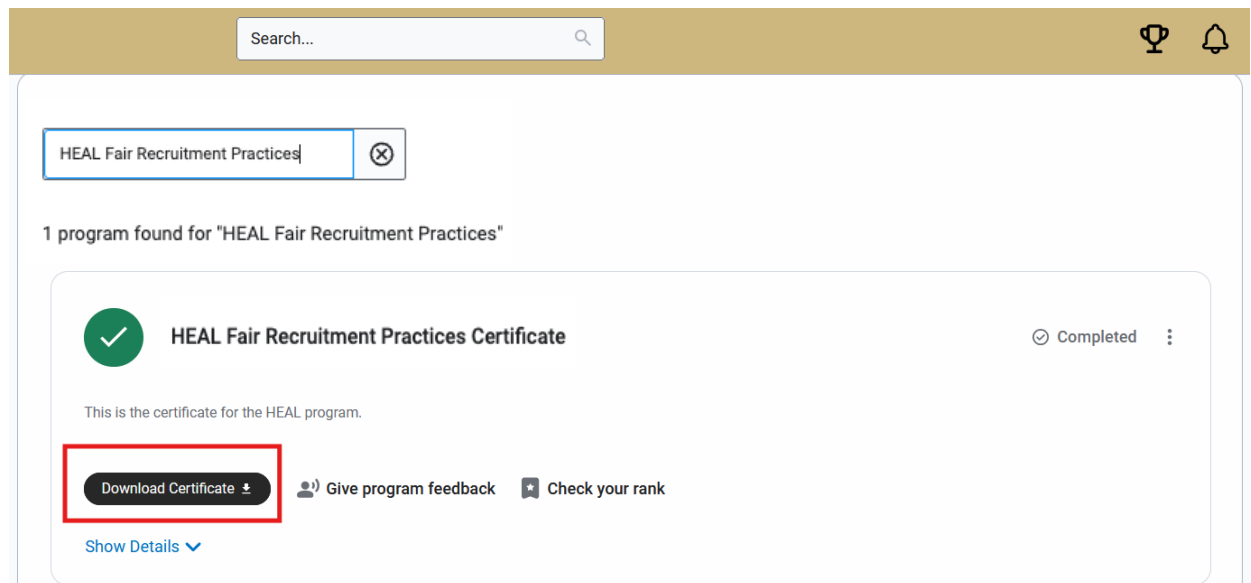 Search...
HEAL Fair Recruitment Practices
1 program found for "HEAL Fair Recruitment Practices"
HEAL Fair Recruitment Practices Certificate
Completed
This is the certificate for the HEAL program.
Download Certificate
Give program feedback
Check your rank
Show Details